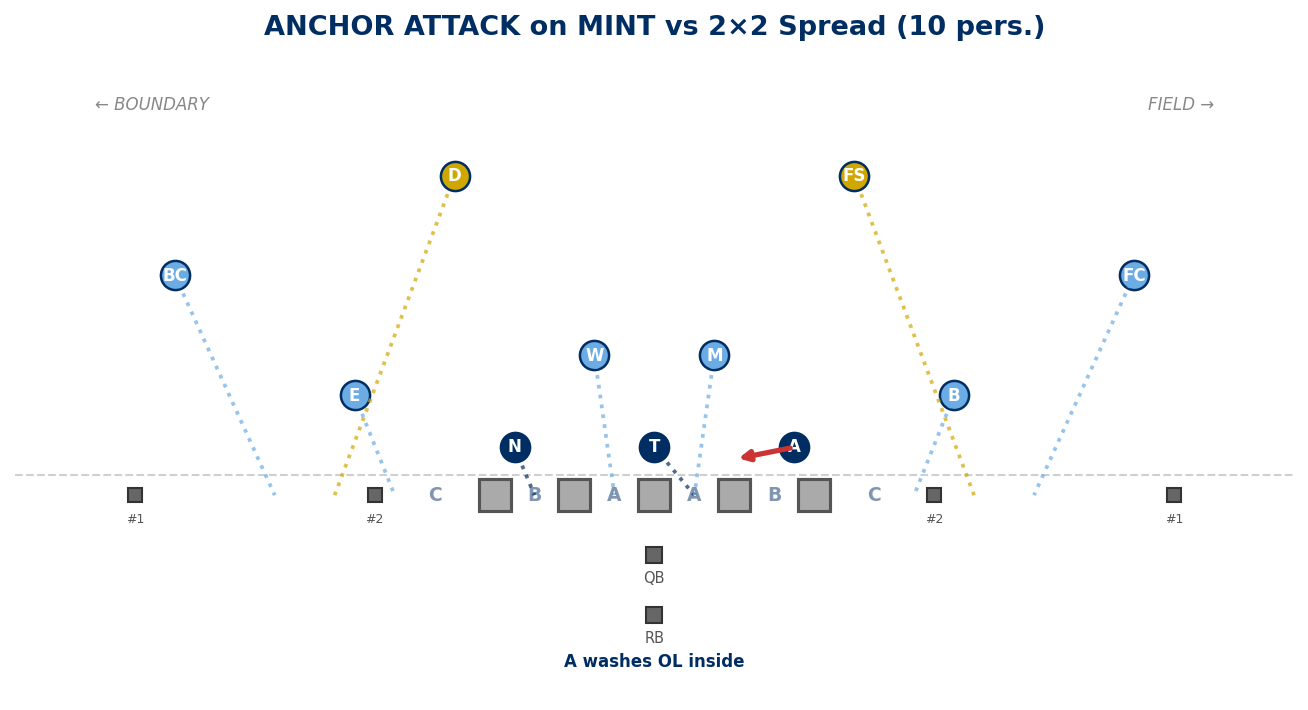 ANCHOR ATTACK on MINT vs 2×2 Spread (10 pers.)
← BOUNDARY
FIELD →
D
FS
BC
FC
W
M
E
B
N
T
A
C
B
A
A
B
C
#1
#2
#2
#1
QB
RB
A washes OL inside